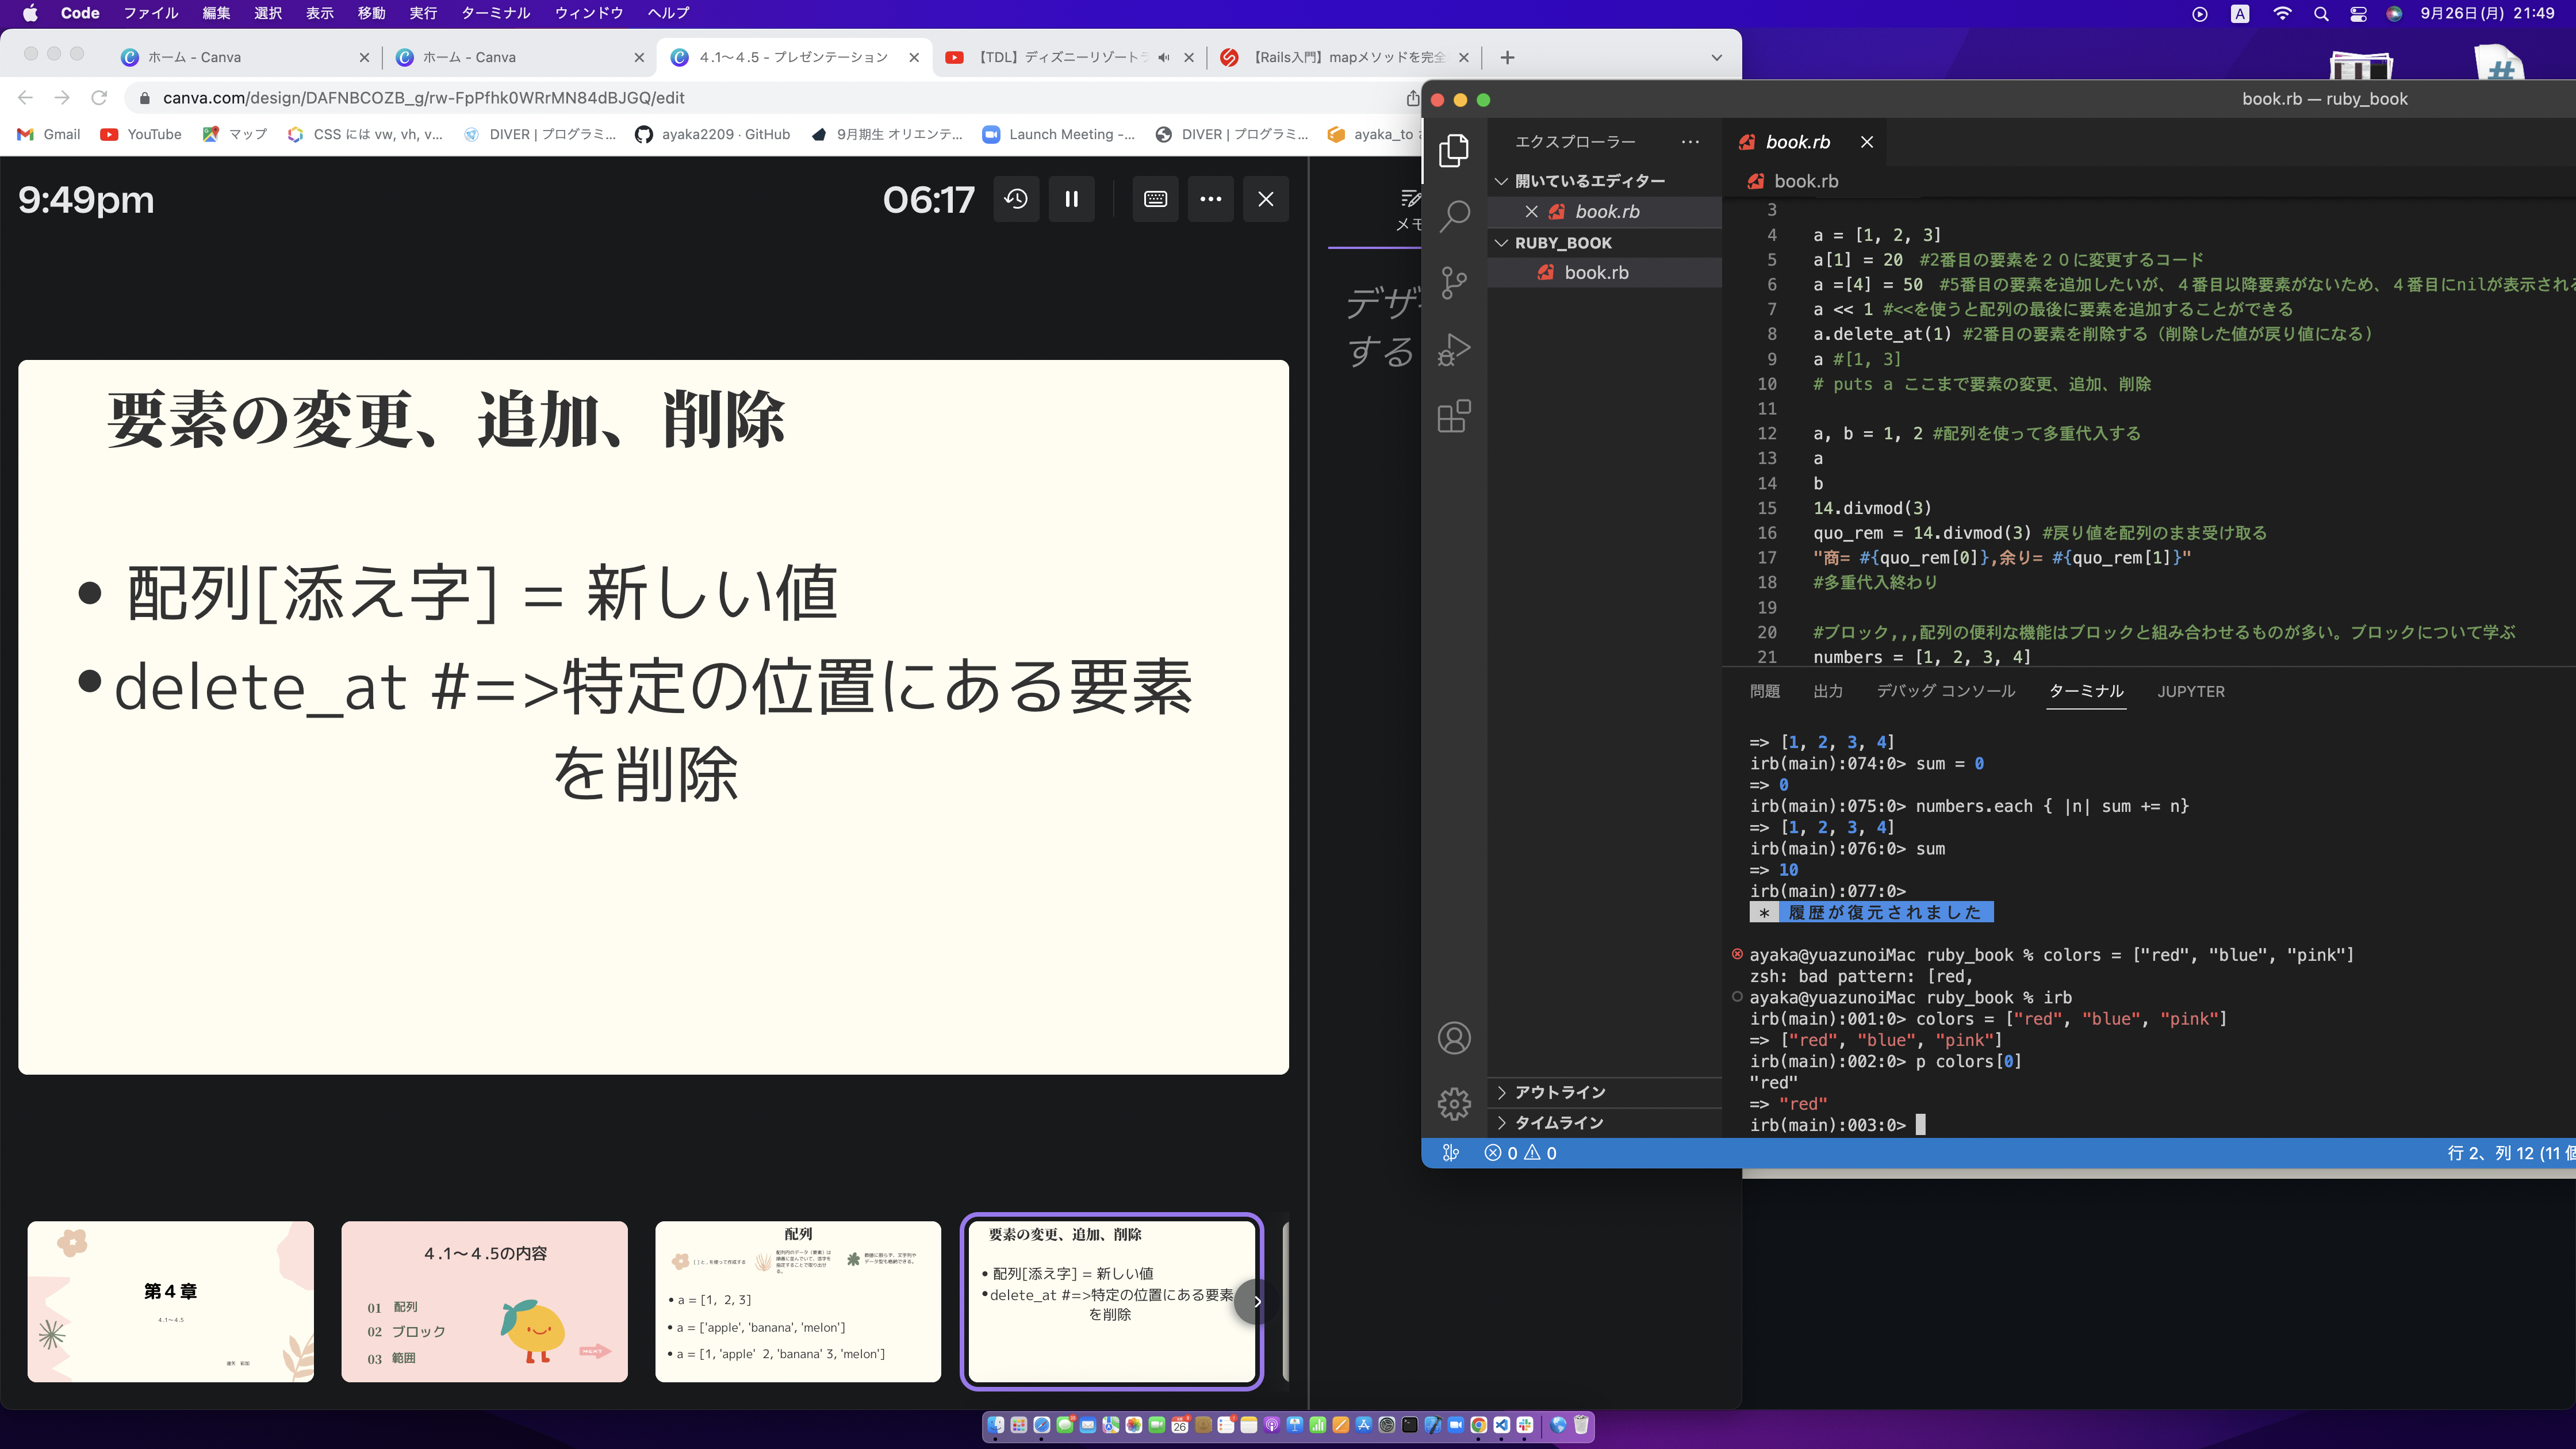 Code ファイル 編集 選択 表示 移動 実行 ターミナル ウィンドウ ヘルプ
A 9月26日(月) 21:49
ホーム - Canva
ホーム - Canva
4.1〜4.5 - プレゼンテーション
【TDL】ディズニーリゾート
【Rails入門】mapメソッドを完全
canva.com/design/DAFNBCOZB_g/rw-FpPfhk0WRrMN84dBJGQ/edit
Gmail
YouTube
マップ
CSS には vw, vh, v...
DIVER | プログラミ...
ayaka2209 · GitHub
9月期生 オリエンテ...
Launch Meeting -...
DIVER | プログラミ...
ayaka_to
9:49pm
06:17
メモ
デザ
する
要素の変更、追加、削除
• 配列[添え字] = 新しい値
• delete_at #=>特定の位置にある要素
を削除
第4章
4.1〜4.5
4.1〜4.5の内容
01 配列
02 ブロック
03 範囲
NEXT
配列
[ ]と , を使って作成する
• a = [1, 2, 3]
• a = ['apple', 'banana', 'melon']
• a = [1, 'apple' 2, 'banana' 3, 'melon']
要素の変更、追加、削除
• 配列[添え字] = 新しい値
• delete_at #=>特定の位置にある要素
を削除
book.rb — ruby_book
エクスプローラー
開いているエディター
book.rb
RUBY_BOOK
book.rb
アウトライン
タイムライン
book.rb
book.rb
3
4 a = [1, 2, 3]
5 a[1] = 20 #2番目の要素を２０に変更するコード
6 a =[4] = 50 #5番目の要素を追加したいが、４番目以降要素がないため、４番目にnilが表示される
7 a << 1 #<<を使うと配列の最後に要素を追加することができる
8 a.delete_at(1) #2番目の要素を削除する（削除した値が戻り値になる）
9 a #[1, 3]
10 # puts a ここまで要素の変更、追加、削除
11
12 a, b = 1, 2 #配列を使って多重代入する
13 a
14 b
15 14.divmod(3)
16 quo_rem = 14.divmod(3) #戻り値を配列のまま受け取る
17 "商= #{quo_rem[0]},余り= #{quo_rem[1]}"
18 #多重代入終わり
19
20 #ブロック,,,配列の便利な機能はブロックと組み合わせるものが多い。ブロックについて学ぶ
21 numbers = [1, 2, 3, 4]
問題 出力 デバッグ コンソール ターミナル JUPYTER
=> [1, 2, 3, 4]
irb(main):074:0> sum = 0
=> 0
irb(main):075:0> numbers.each { |n| sum += n}
=> [1, 2, 3, 4]
irb(main):076:0> sum
=> 10
irb(main):077:0>
* 履歴が復元されました
ayaka@yuazunoiMac ruby_book % colors = ["red", "blue", "pink"]
zsh: bad pattern: [red,
ayaka@yuazunoiMac ruby_book % irb
irb(main):001:0> colors = ["red", "blue", "pink"]
=> ["red", "blue", "pink"]
irb(main):002:0> p colors[0]
"red"
=> "red"
irb(main):003:0>
0 0
行 2、列 12 (11 個
26